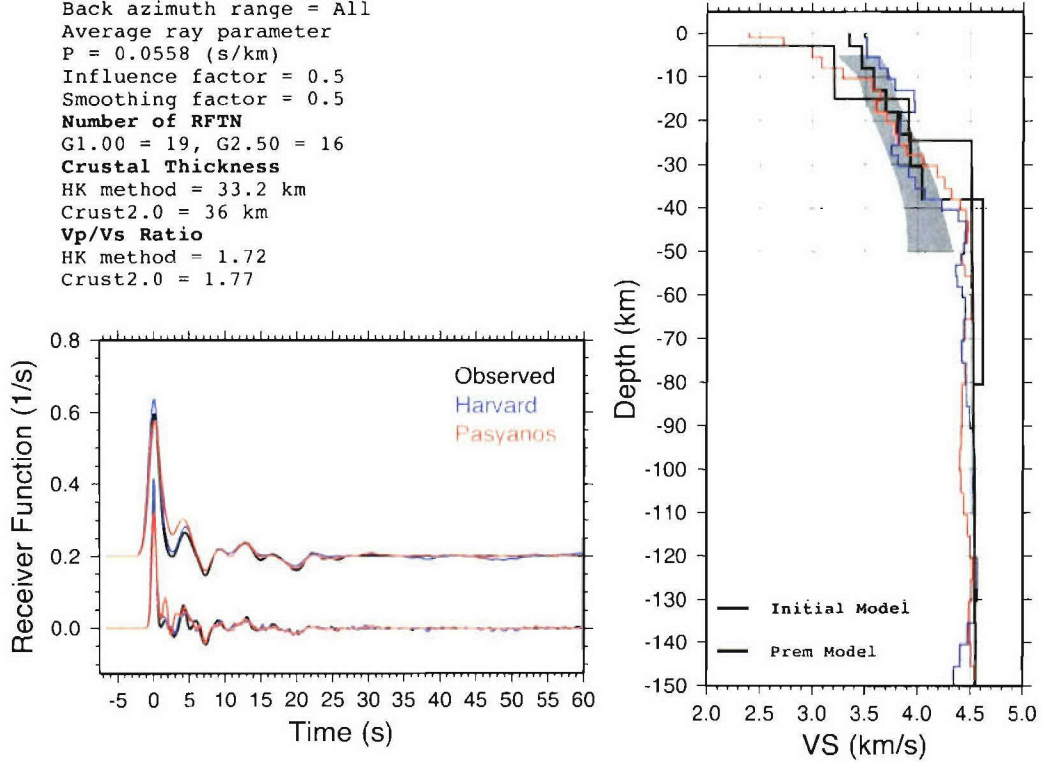 Back azimuth range = All
Average ray parameter
P = 0.0558 (s/km)
Influence factor = 0.5
Smoothing factor = 0.5
Number of RFTN
G1.00 = 19, G2.50 = 16
Crustal Thickness
HK method = 33.2 km
Crust2.0 = 36 km
Vp/Vs Ratio
HK method = 1.72
Crust2.0 = 1.77
Receiver Function (1/s)
0.8
0.6
0.4
0.2
0.0
Observed
Harvard
Pasyanos
-5 0 5 10 15 20 25 30 35 40 45 50 55 60
Time (s)
Depth (km)
0
-10
-20
-30
-40
-50
-60
-70
-80
-90
-100
-110
-120
-130
-140
-150
Initial Model
Prem Model
2.0 2.5 3.0 3.5 4.0 4.5 5.0
VS (km/s)